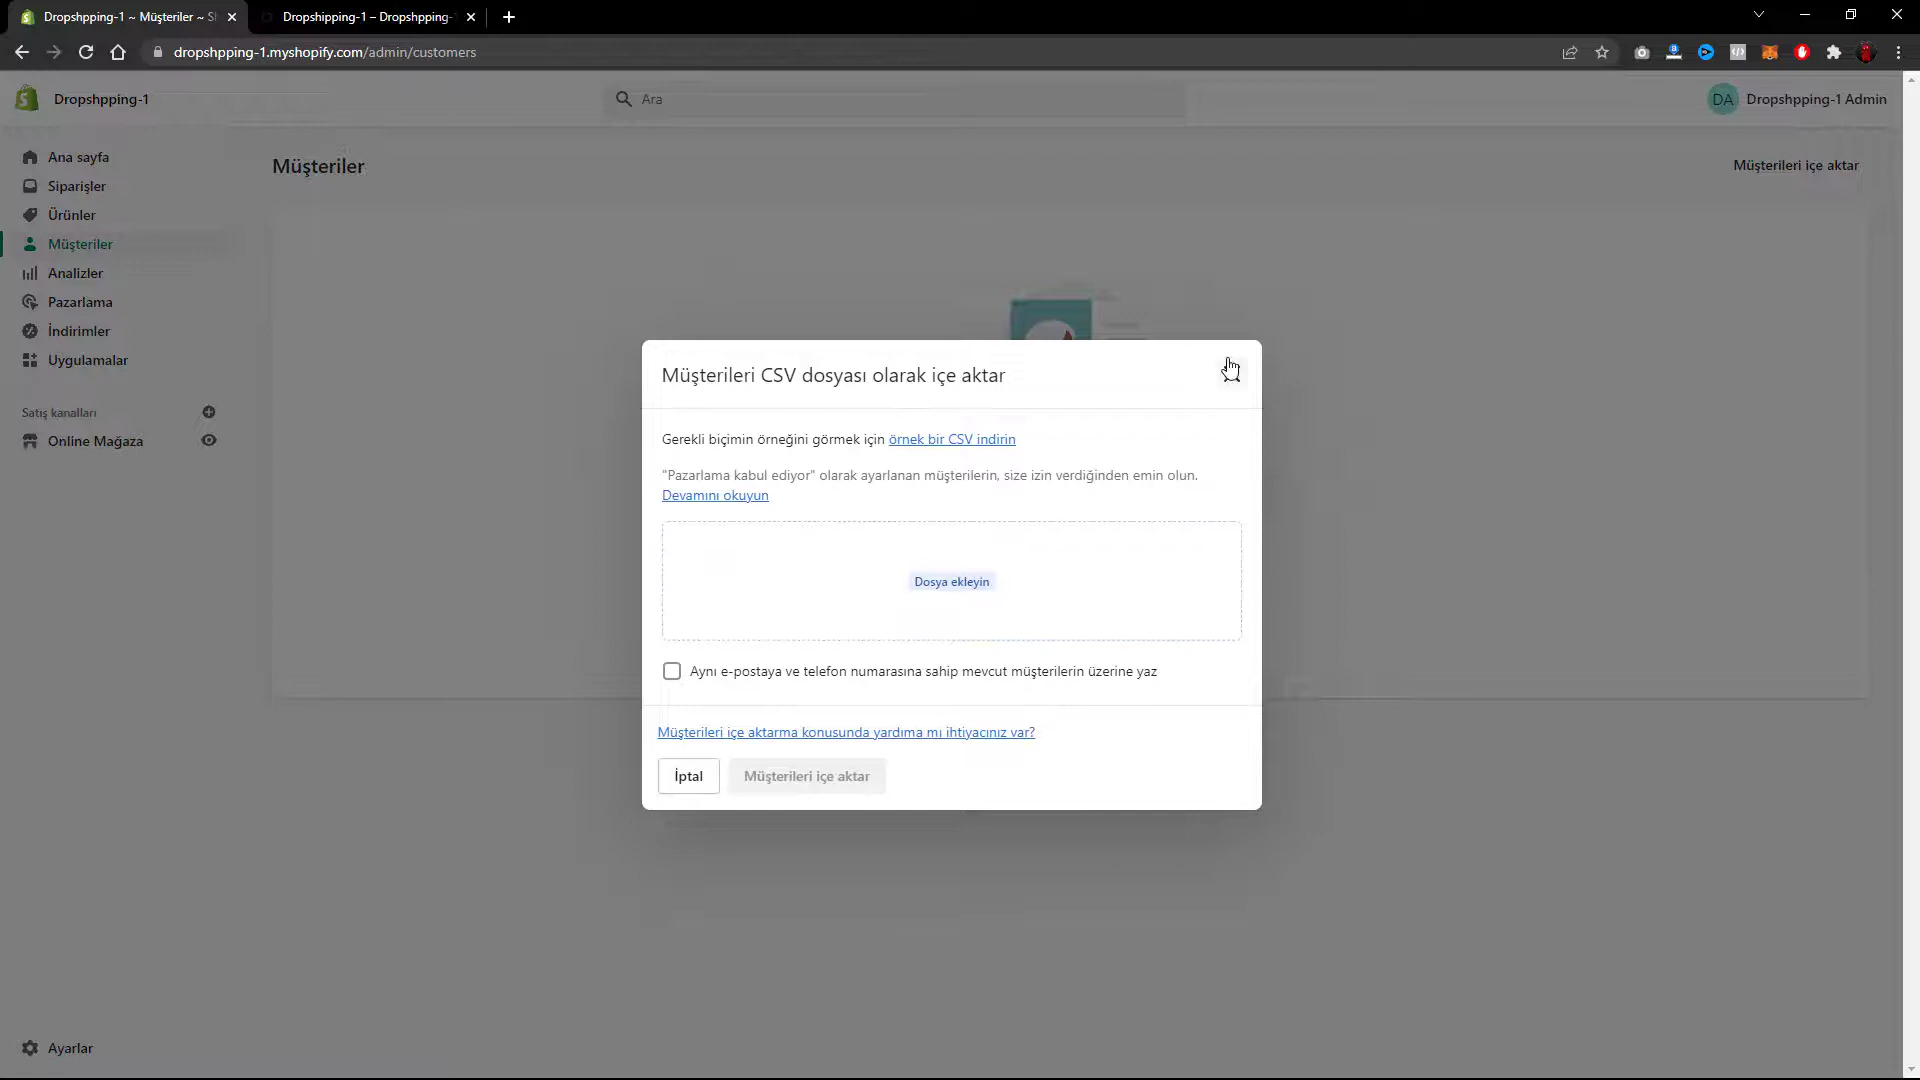 Dropshpping-1 ~ Müşteriler ~ S
Dropshipping-1 – Dropshpping-
dropshpping-1.myshopify.com/admin/customers
Dropshpping-1
Ara
DA
Dropshpping-1 Admin
Ana sayfa
Siparişler
Ürünler
Müşteriler
Analizler
Pazarlama
İndirimler
Uygulamalar
Satış kanalları
Online Mağaza
Ayarlar
Müşteriler
Müşterileri içe aktar
Müşterileri CSV dosyası olarak içe aktar
Gerekli biçimin örneğini görmek için örnek bir CSV indirin
"Pazarlama kabul ediyor" olarak ayarlanan müşterilerin, size izin verdiğinden emin olun.
Devamını okuyun
Dosya ekleyin
Aynı e-postaya ve telefon numarasına sahip mevcut müşterilerin üzerine yaz
Müşterileri içe aktarma konusunda yardıma mı ihtiyacınız var?
İptal
Müşterileri içe aktar